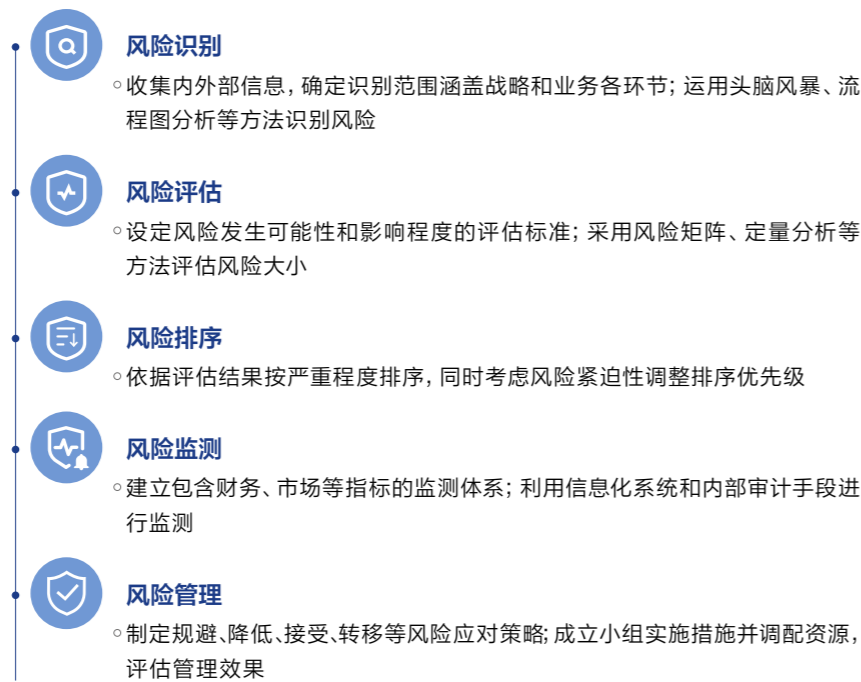 风险识别
收集内外部信息，确定识别范围涵盖战略和业务各环节；运用头脑风暴、流
程图分析等方法识别风险
风险评估
设定风险发生可能性和影响程度的评估标准；采用风险矩阵、定量分析等
方法评估风险大小
风险排序
依据评估结果按严重程度排序，同时考虑风险紧迫性调整排序优先级
风险监测
建立包含财务、市场等指标的监测体系；利用信息化系统和内部审计手段进
行监测
风险管理
制定规避、降低、接受、转移等风险应对策略；成立小组实施措施并调配资源，
评估管理效果